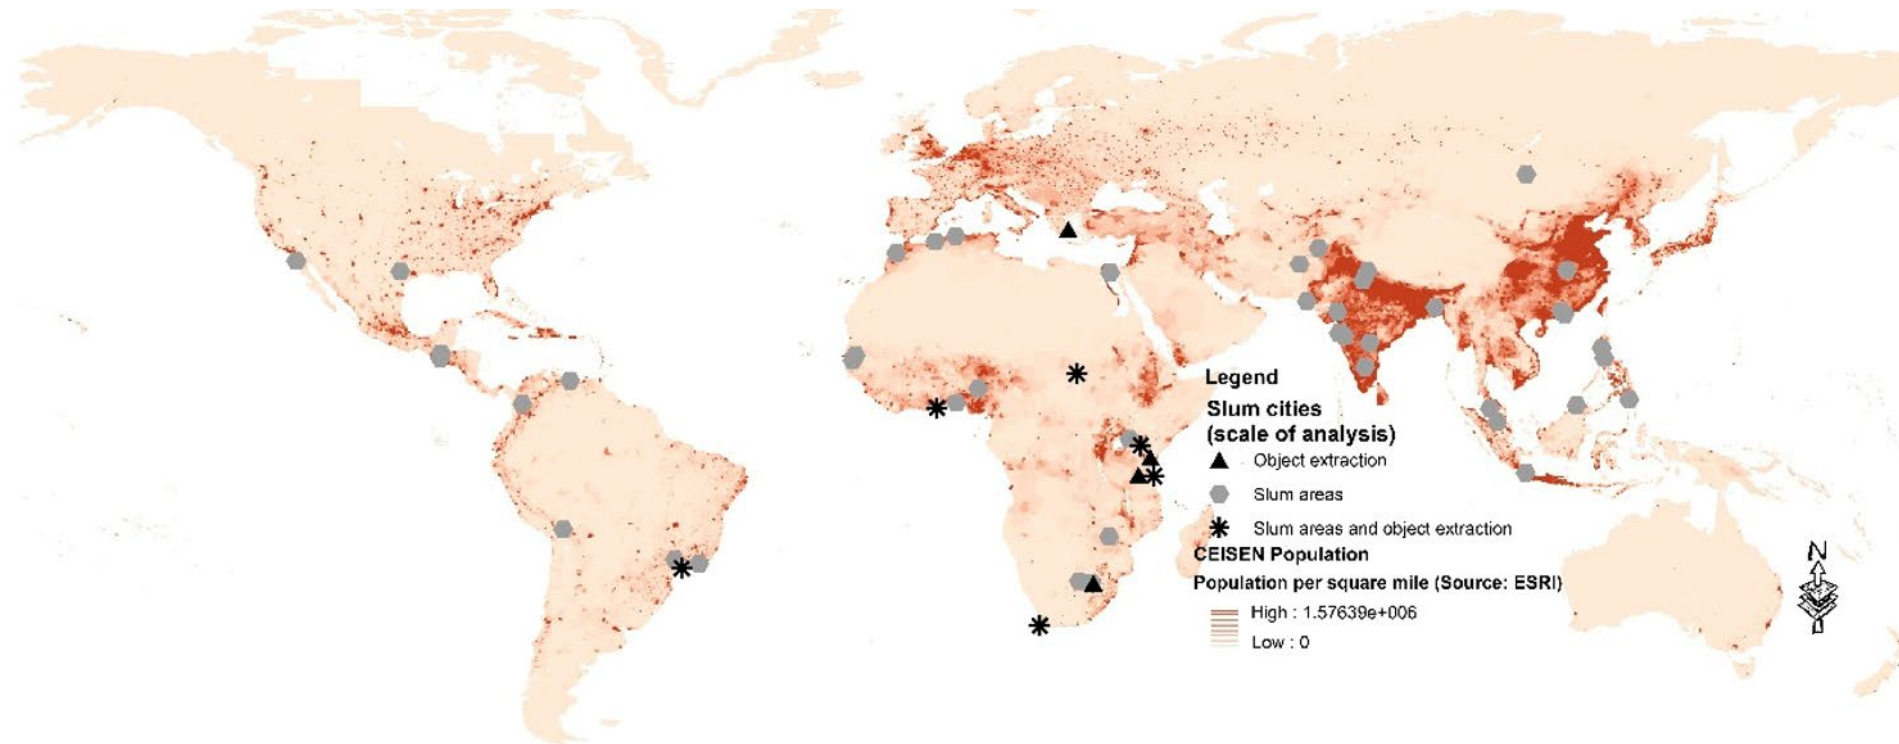 Legend
Slum cities
(scale of analysis)
Object extraction
Slum areas
Slum areas and object extraction
CEISEN Population
Population per square mile (Source: ESRI)
High : 1.57639e+006
Low : 0
N